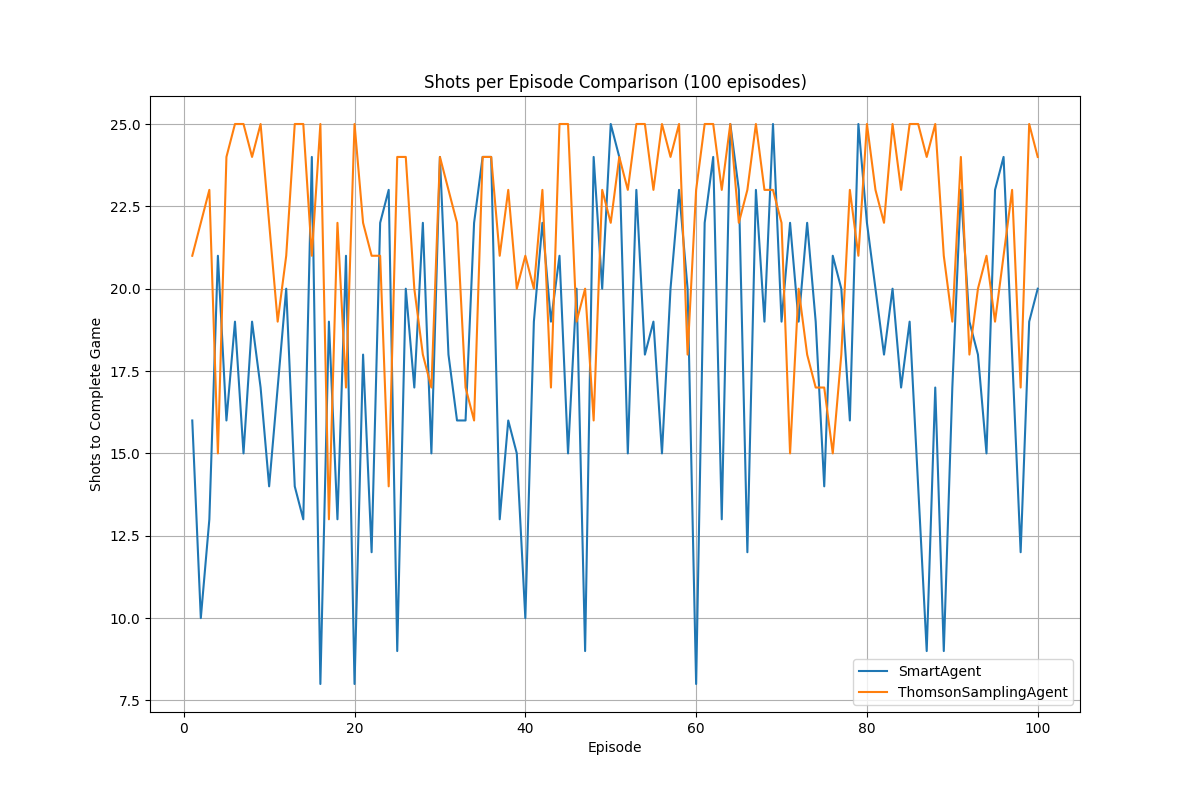 Shots per Episode Comparison (100 episodes)
25.0
22.5
20.0
17.5
15.0
12.5
10.0
7.5
Shots to Complete Game
0 20 40 60 80 100
Episode
SmartAgent
ThomsonSamplingAgent